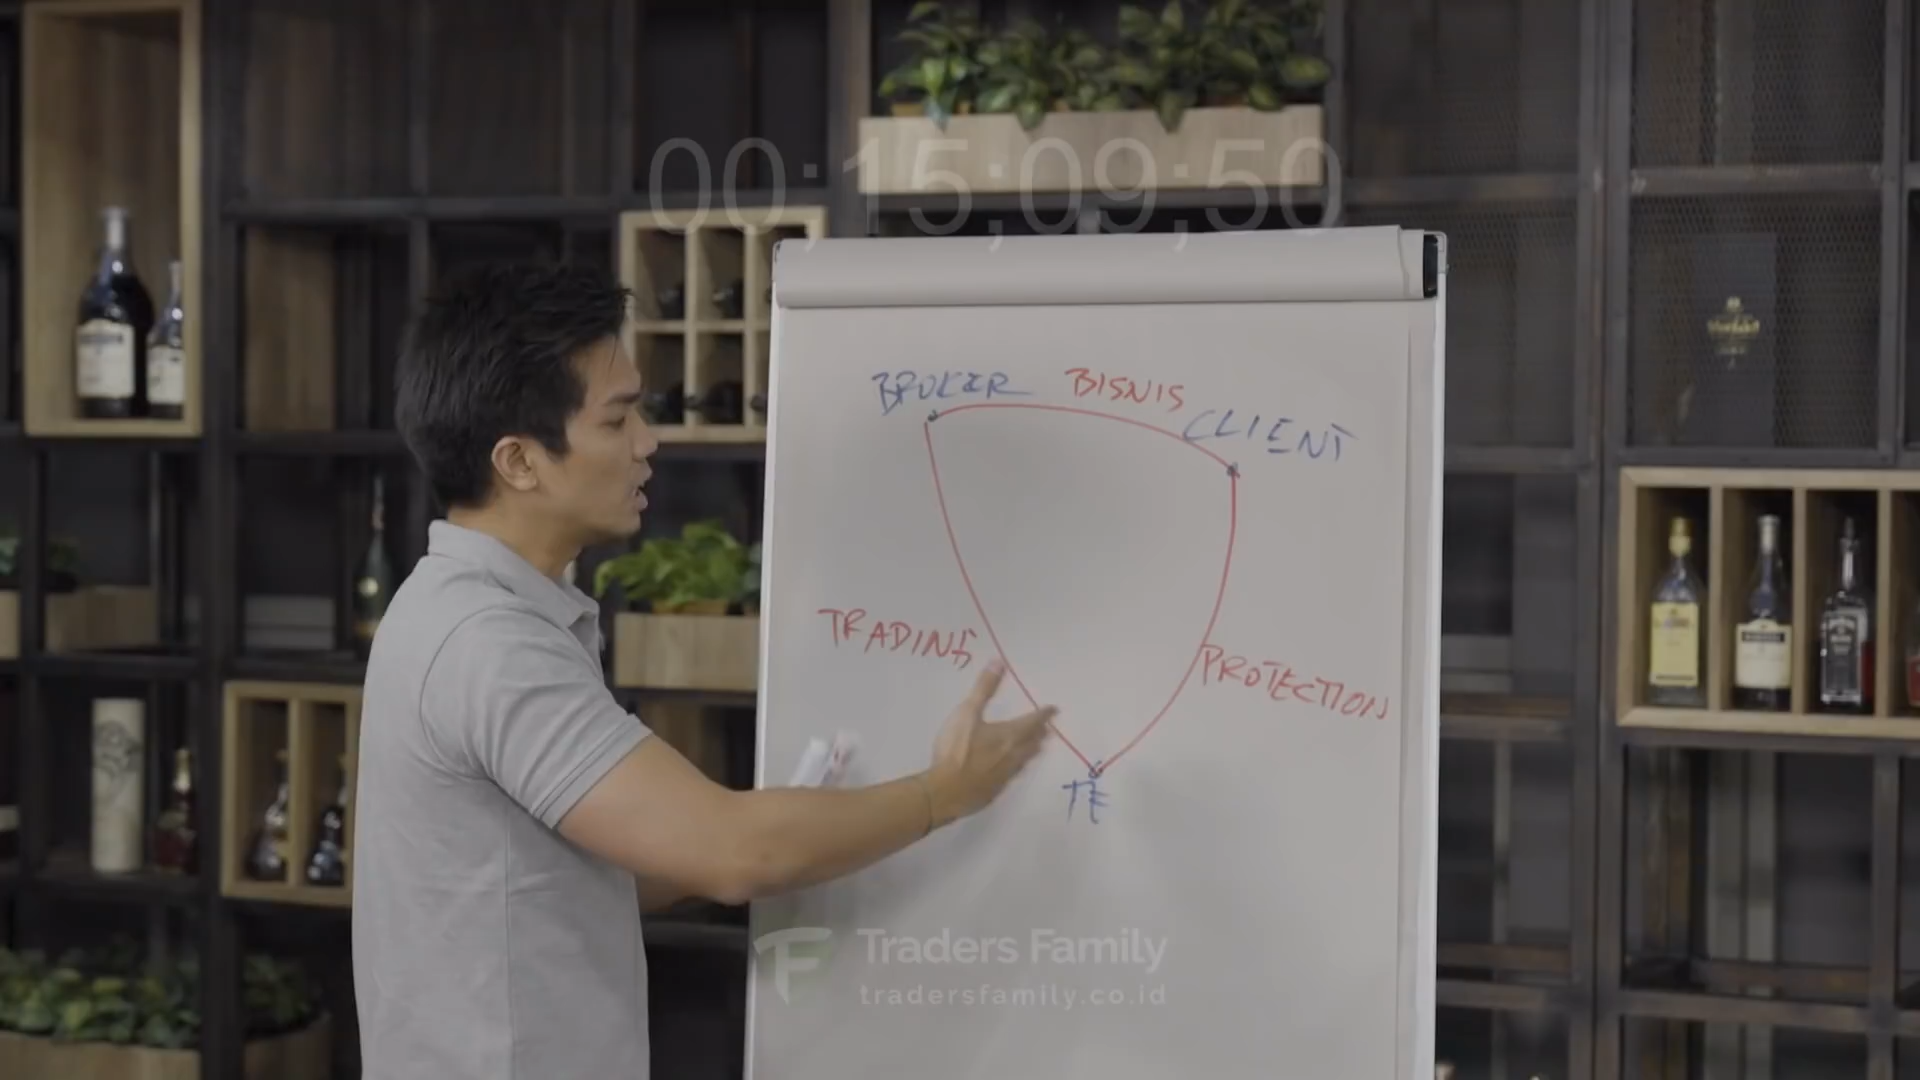 00;15;09;50
BROKER BISNIS
CLIENT
TRADING
PROTECTION
TF
Traders Family
tradersfamily.co.id